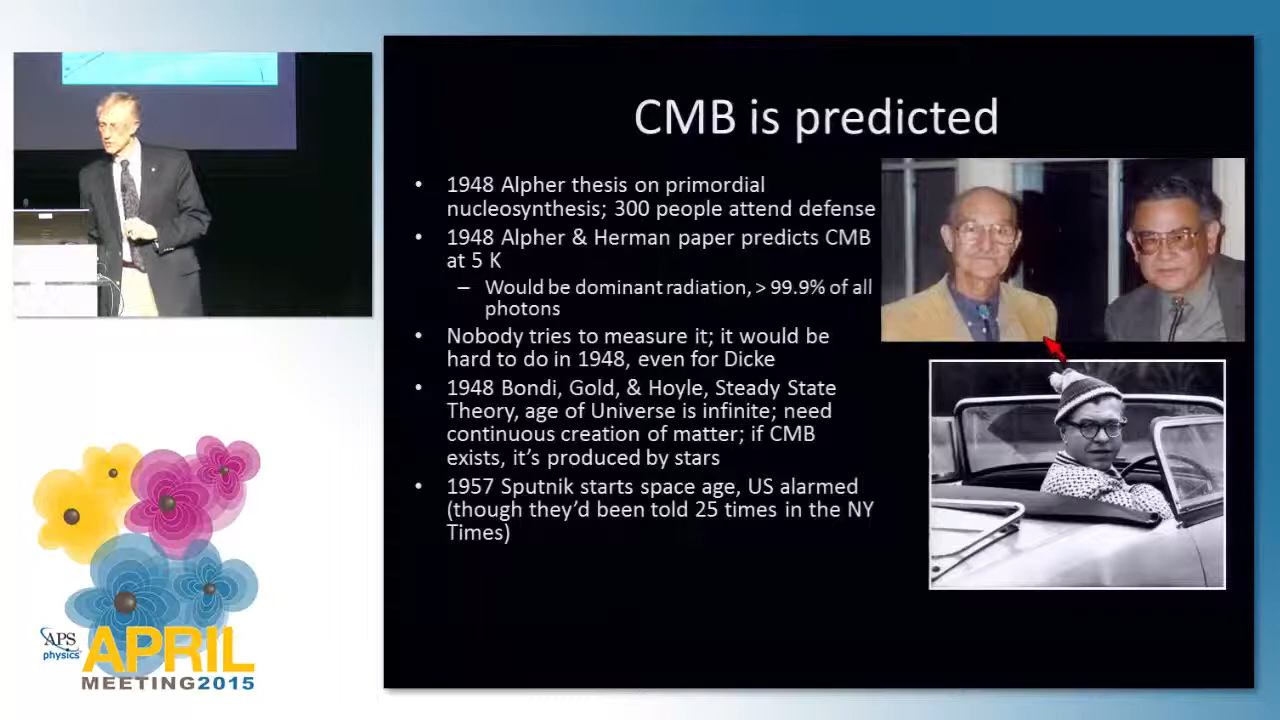 CMB is predicted
• 1948 Alpher thesis on primordial
nucleosynthesis; 300 people attend defense
• 1948 Alpher & Herman paper predicts CMB
at 5 K
– Would be dominant radiation, > 99.9% of all
photons
• Nobody tries to measure it; it would be
hard to do in 1948, even for Dicke
• 1948 Bondi, Gold, & Hoyle, Steady State
Theory, age of Universe is infinite; need
continuous creation of matter; if CMB
exists, it's produced by stars
• 1957 Sputnik starts space age, US alarmed
(though they'd been told 25 times in the NY
Times)
APS
physics
APRIL
MEETING2015